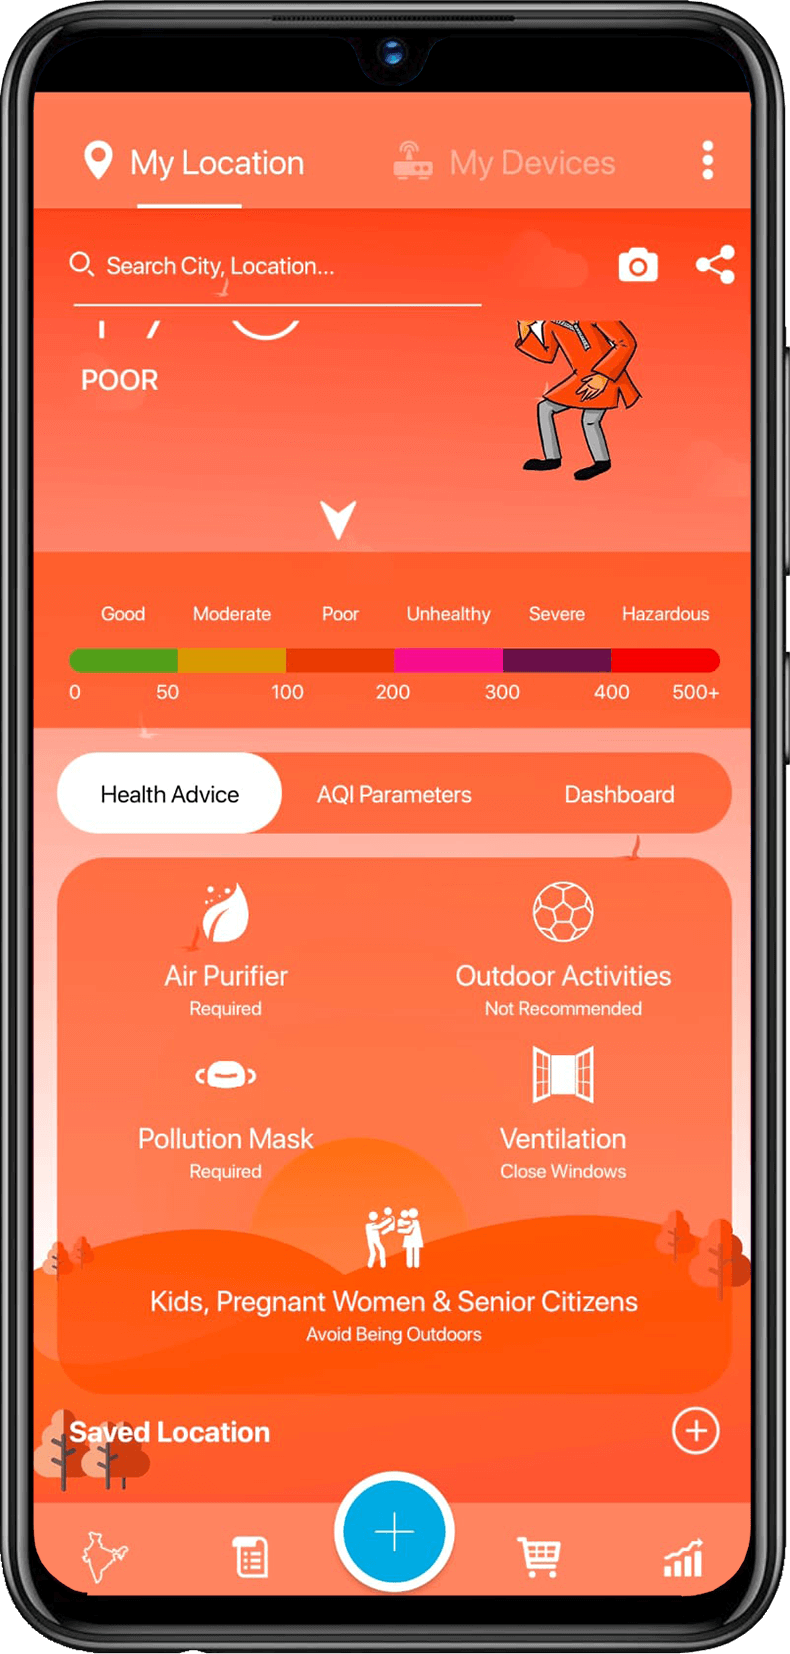 My Location My Devices
Search City, Location...
POOR
Good Moderate Poor Unhealthy Severe Hazardous
0 50 100 200 300 400 500+
Health Advice AQI Parameters Dashboard
Air Purifier Outdoor Activities
Required Not Recommended
Pollution Mask Ventilation
Required Close Windows
Kids, Pregnant Women & Senior Citizens
Avoid Being Outdoors
Saved Location